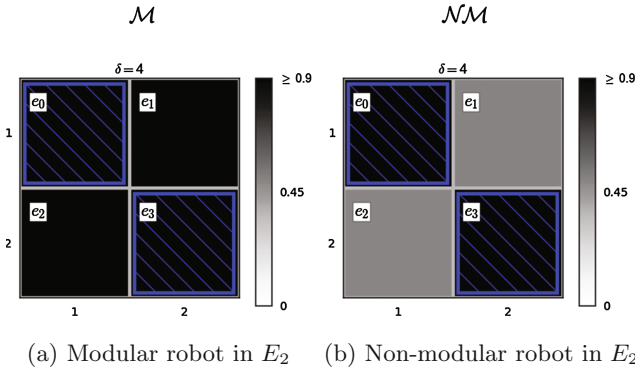 M NM
δ = 4 δ = 4
e0 e1 ≥ 0.9 e0 e1 ≥ 0.9
1 1
0.45 0.45
e2 e3 e2 e3
2 2
0 0
1 2 1 2
(a) Modular robot in E2 (b) Non-modular robot in E2